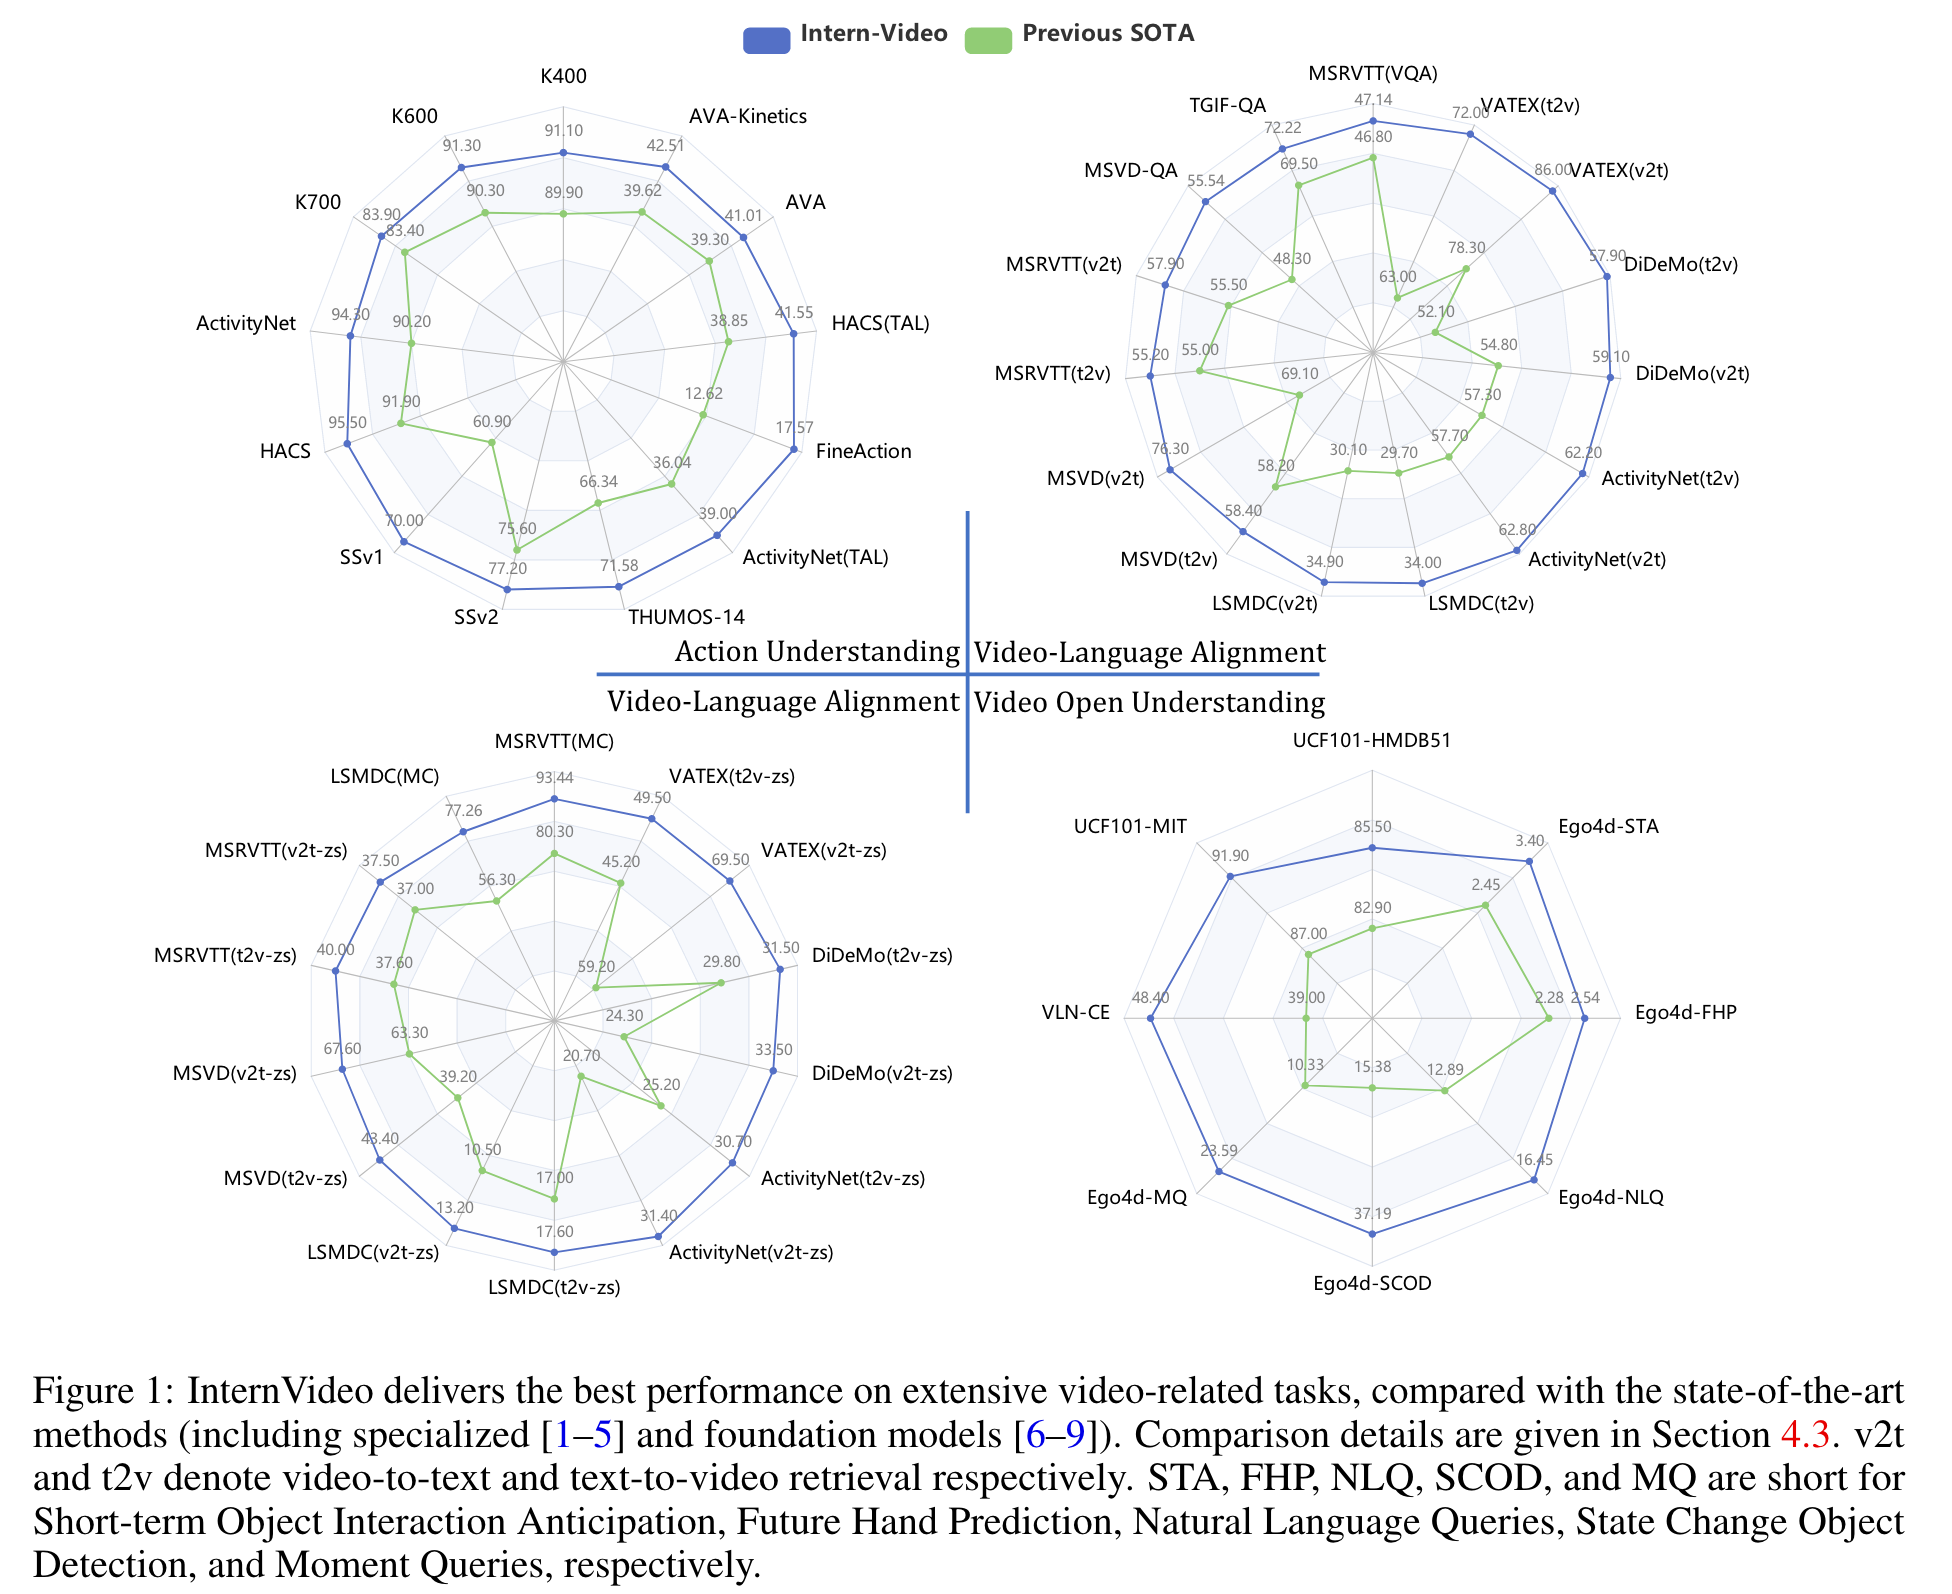 Intern-Video Previous SOTA
K400
AVA-Kinetics
AVA
HACS(TAL)
FineAction
ActivityNet(TAL)
THUMOS-14
SSv2
SSv1
HACS
ActivityNet
K700
K600
91.10
42.51
41.01
41.55
17.57
39.00
71.58
77.20
70.00
95.50
94.30
83.90
91.30
89.90
39.62
39.30
38.85
12.62
36.04
66.34
75.60
60.90
91.90
90.20
83.40
90.30
MSRVTT(VQA)
VATEX(t2v)
VATEX(v2t)
DiDeMo(t2v)
DiDeMo(v2t)
ActivityNet(t2v)
ActivityNet(v2t)
LSMDC(t2v)
LSMDC(v2t)
MSVD(t2v)
MSVD(v2t)
MSRVTT(t2v)
MSRVTT(v2t)
MSVD-QA
TGIF-QA
47.14
72.00
86.00
57.90
59.10
62.20
62.80
34.00
34.90
58.40
76.30
55.20
57.90
55.54
72.22
46.80
63.00
78.30
52.10
54.80
57.30
57.70
29.70
30.10
58.20
69.10
55.00
55.50
48.30
69.50
Action Understanding
Video-Language Alignment
Video-Language Alignment
Video Open Understanding
MSRVTT(MC)
VATEX(t2v-zs)
VATEX(v2t-zs)
DiDeMo(t2v-zs)
DiDeMo(v2t-zs)
ActivityNet(t2v-zs)
ActivityNet(v2t-zs)
LSMDC(t2v-zs)
LSMDC(v2t-zs)
MSVD(t2v-zs)
MSVD(v2t-zs)
MSRVTT(t2v-zs)
MSRVTT(v2t-zs)
LSMDC(MC)
93.44
49.50
69.50
31.50
33.50
30.70
31.40
17.60
13.20
43.40
67.60
40.00
37.50
77.26
80.30
45.20
59.20
29.80
24.30
25.20
20.70
17.00
10.50
39.20
63.30
37.60
37.00
56.30
UCF101-HMDB51
Ego4d-STA
Ego4d-FHP
Ego4d-NLQ
Ego4d-SCOD
Ego4d-MQ
VLN-CE
UCF101-MIT
85.50
3.40
2.54
16.45
37.19
23.59
48.40
91.90
82.90
2.45
2.28
12.89
15.38
10.33
39.00
87.00
Figure 1: InternVideo delivers the best performance on extensive video-related tasks, compared with the state-of-the-art
methods (including specialized [1–5] and foundation models [6–9]). Comparison details are given in Section 4.3. v2t
and t2v denote video-to-text and text-to-video retrieval respectively. STA, FHP, NLQ, SCOD, and MQ are short for
Short-term Object Interaction Anticipation, Future Hand Prediction, Natural Language Queries, State Change Object
Detection, and Moment Queries, respectively.